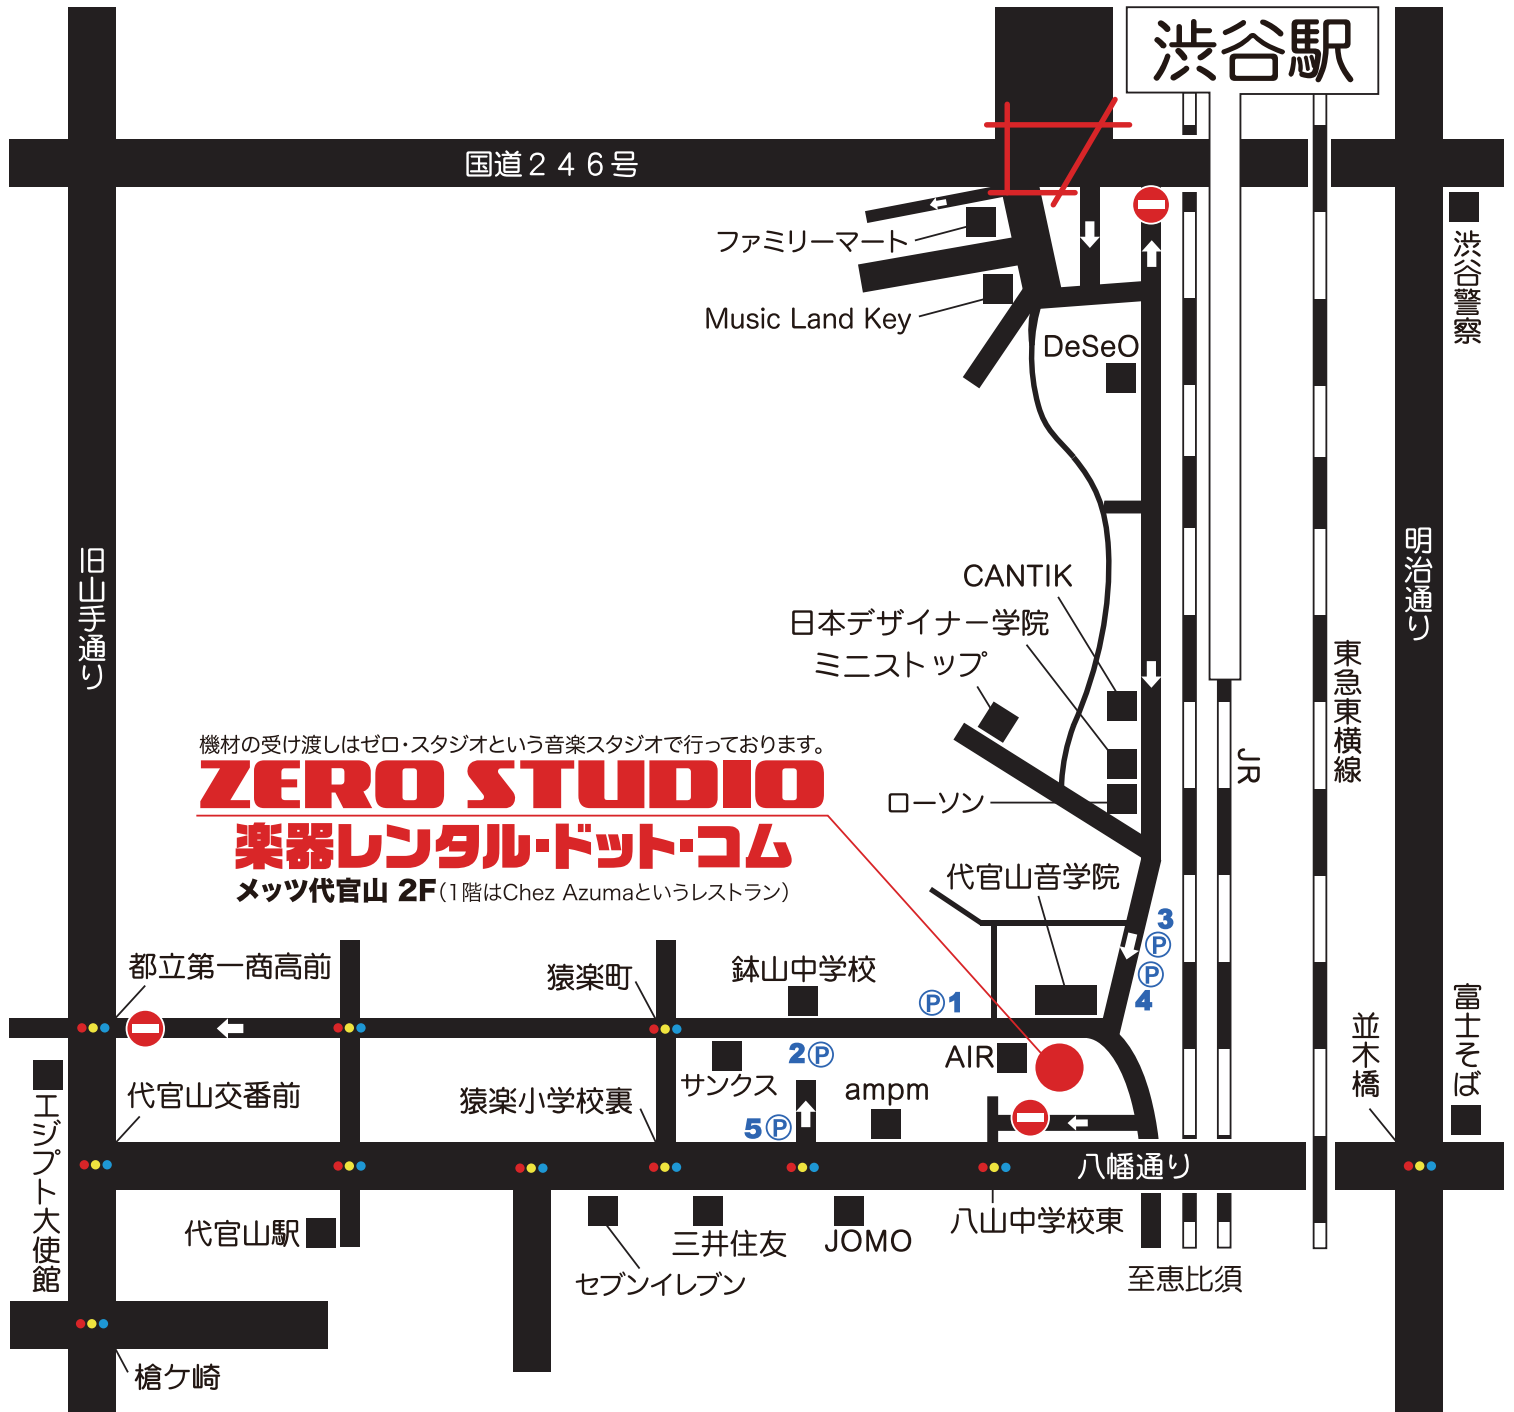 渋谷駅
国道246号
渋谷警察
ファミリーマート
Music Land Key
DeSeO
旧山手通り
明治通り
CANTIK
日本デザイナー学院
ミニストップ
東急東横線
JR
機材の受け渡しはゼロ・スタジオという音楽スタジオで行っております。
ZERO STUDIO
ローソン
楽器レンタル・ドット・コム
メッツ代官山 2F(1階はChez Azumaというレストラン)
代官山音学院
3
P
P
4
都立第一商高前
猿楽町
鉢山中学校
P1
富士そば
並木橋
2P
AIR
エジプト大使館
代官山交番前
猿楽小学校裏
サンクス
ampm
5P
八幡通り
代官山駅
三井住友
JOMO
八山中学校東
セブンイレブン
至恵比須
槍ケ崎